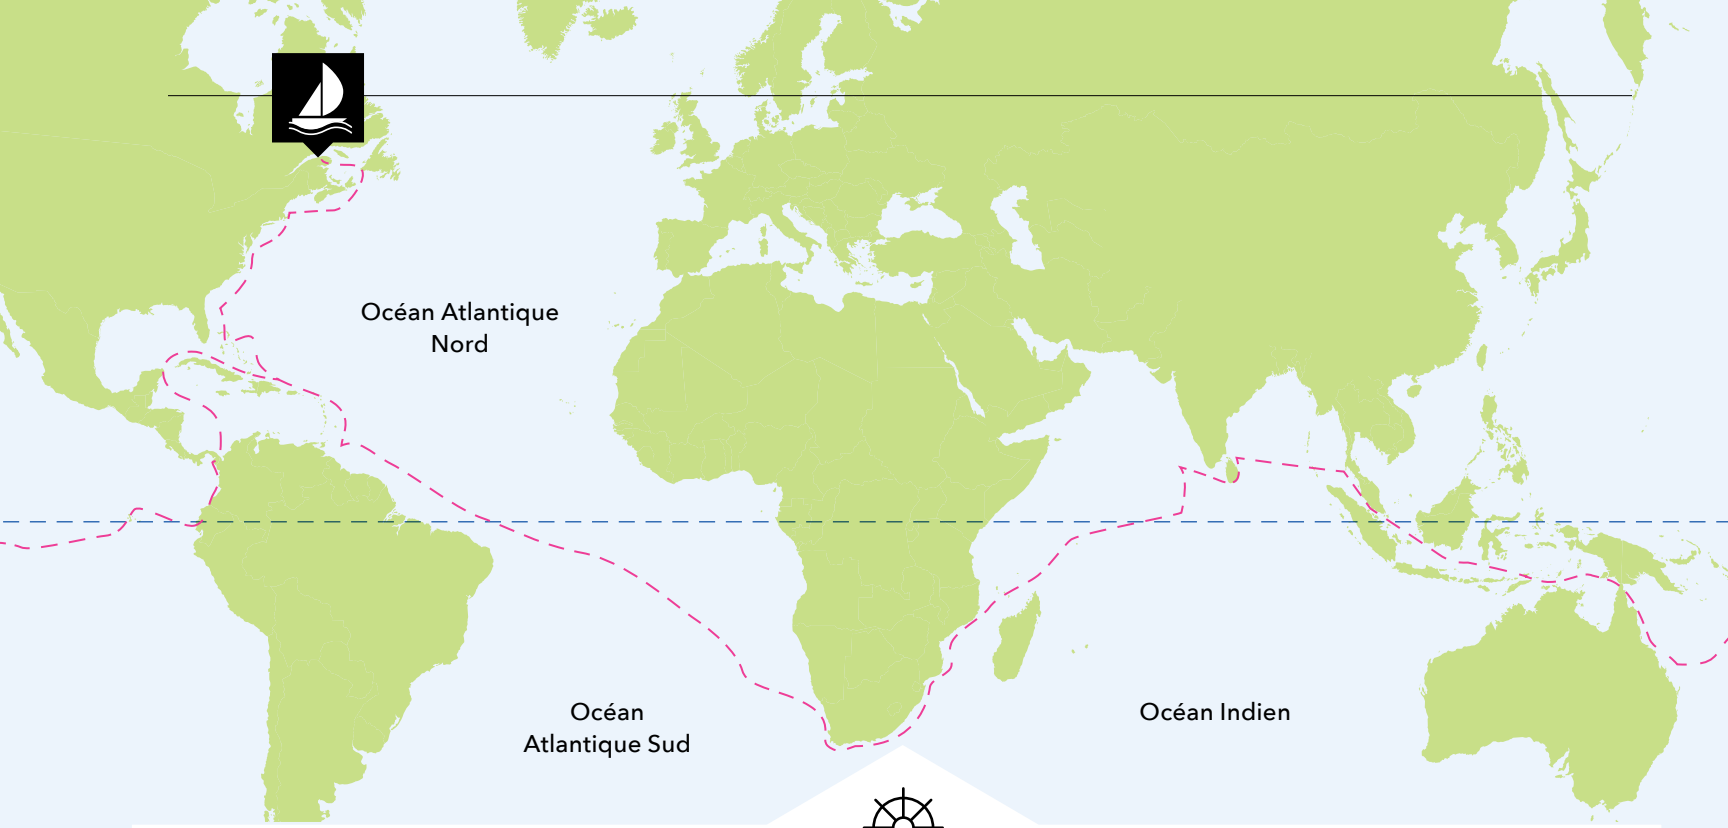 Océan Atlantique
Nord
Océan
Atlantique Sud
Océan Indien